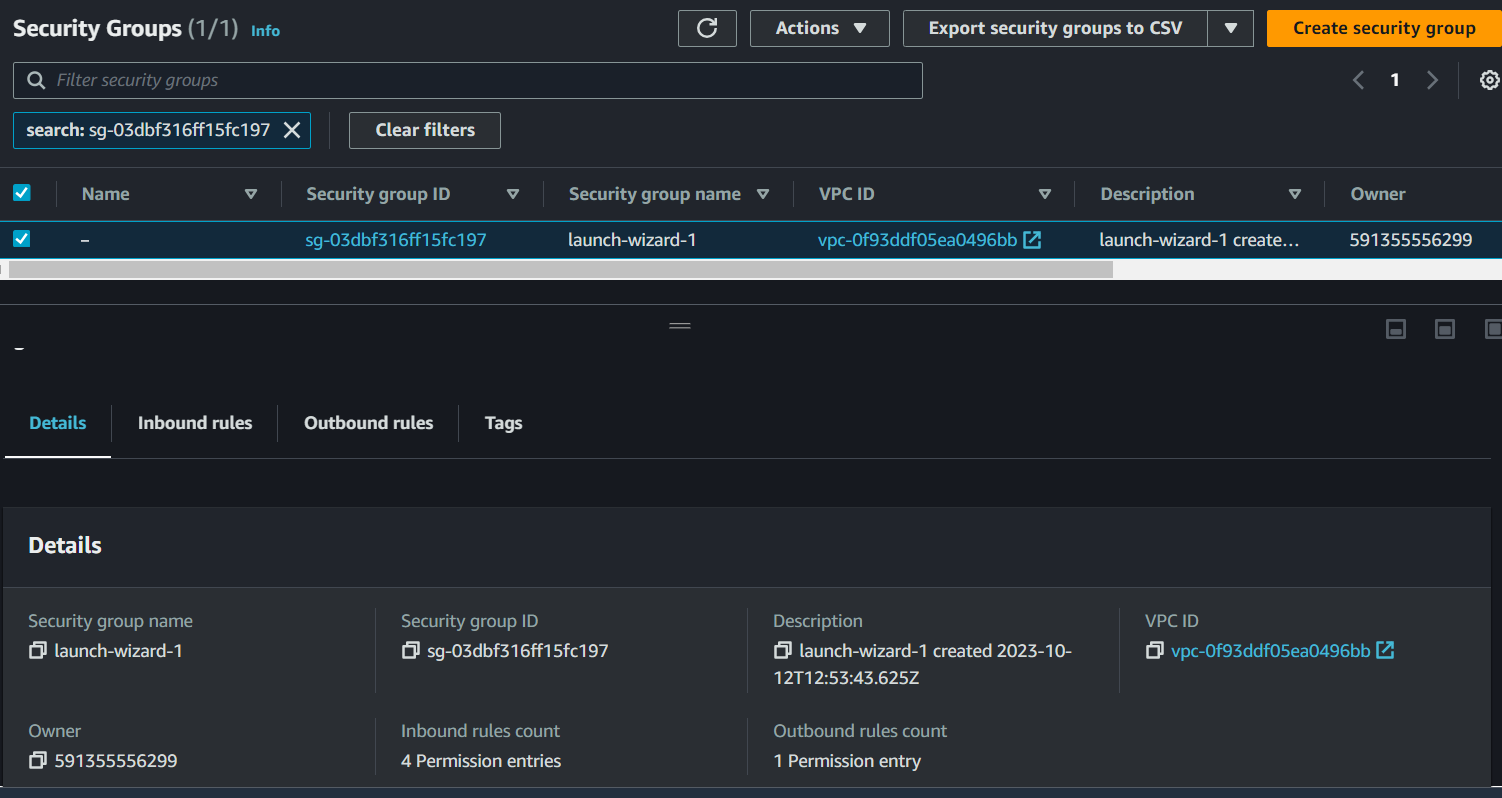 Security Groups (1/1) Info
Actions
Export security groups to CSV
Create security group
Filter security groups
1
search: sg-03dbf316ff15fc197
Clear filters
Name Security group ID Security group name VPC ID Description Owner
– sg-03dbf316ff15fc197 launch-wizard-1 vpc-0f93ddf05ea0496bb launch-wizard-1 create… 591355556299
Details Inbound rules Outbound rules Tags
Details
Security group name Security group ID Description VPC ID
launch-wizard-1 sg-03dbf316ff15fc197 launch-wizard-1 created 2023-10- vpc-0f93ddf05ea0496bb
12T12:53:43.625Z
Owner Inbound rules count Outbound rules count
591355556299 4 Permission entries 1 Permission entry